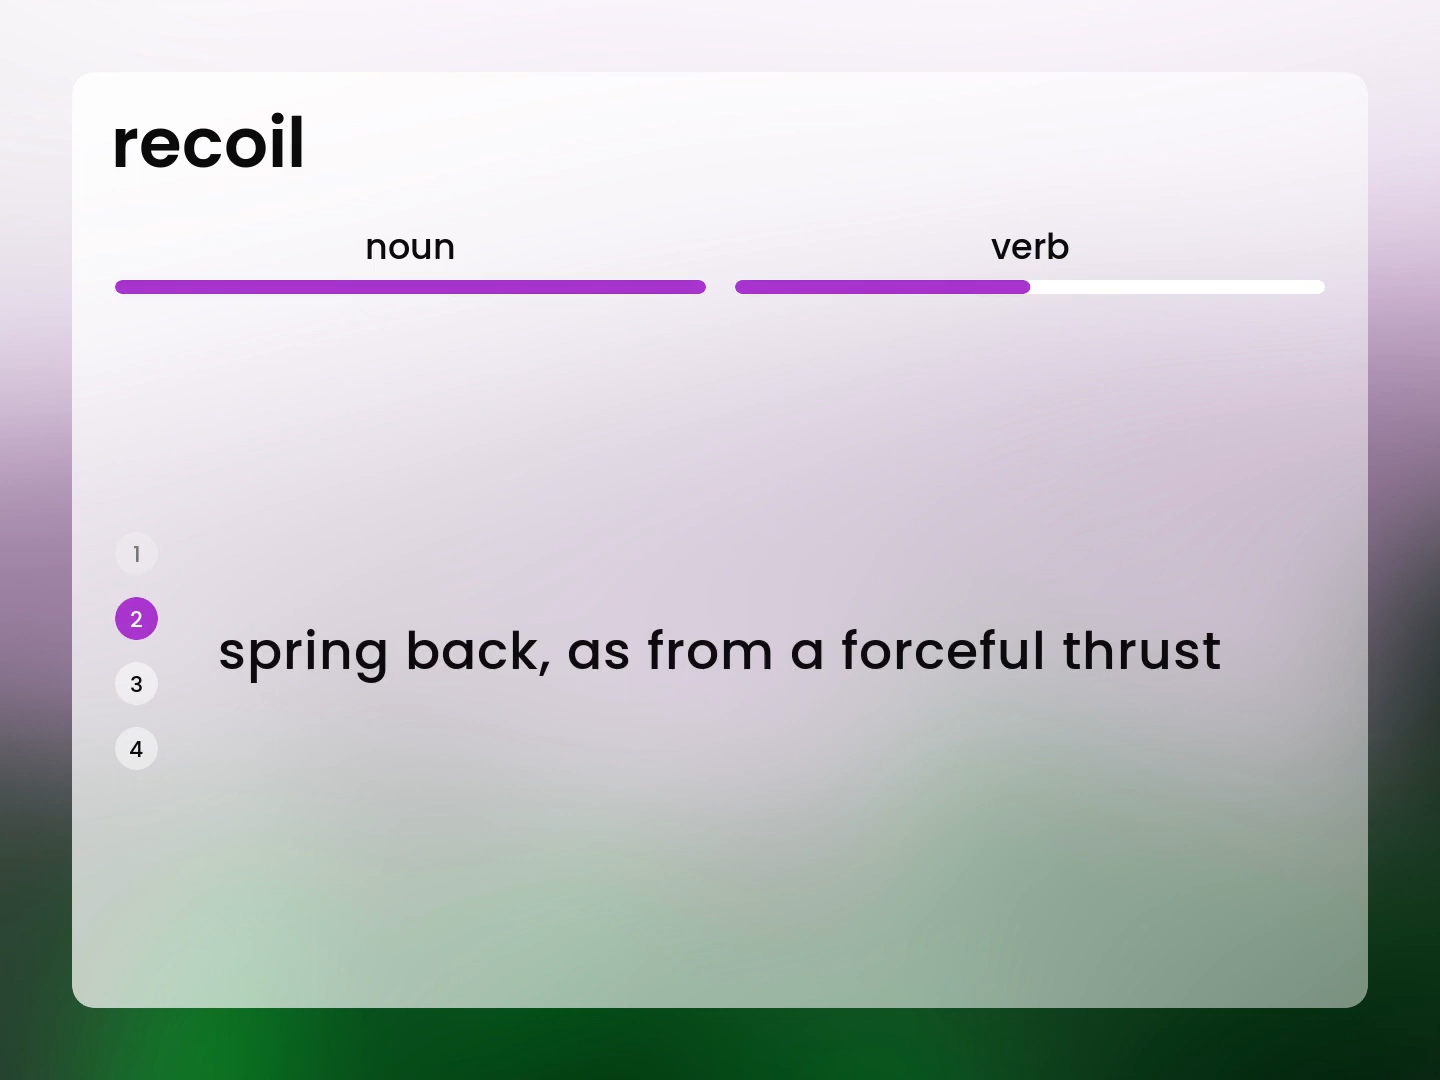 recoil
noun
verb
1
2
3
4
spring back, as from a forceful thrust